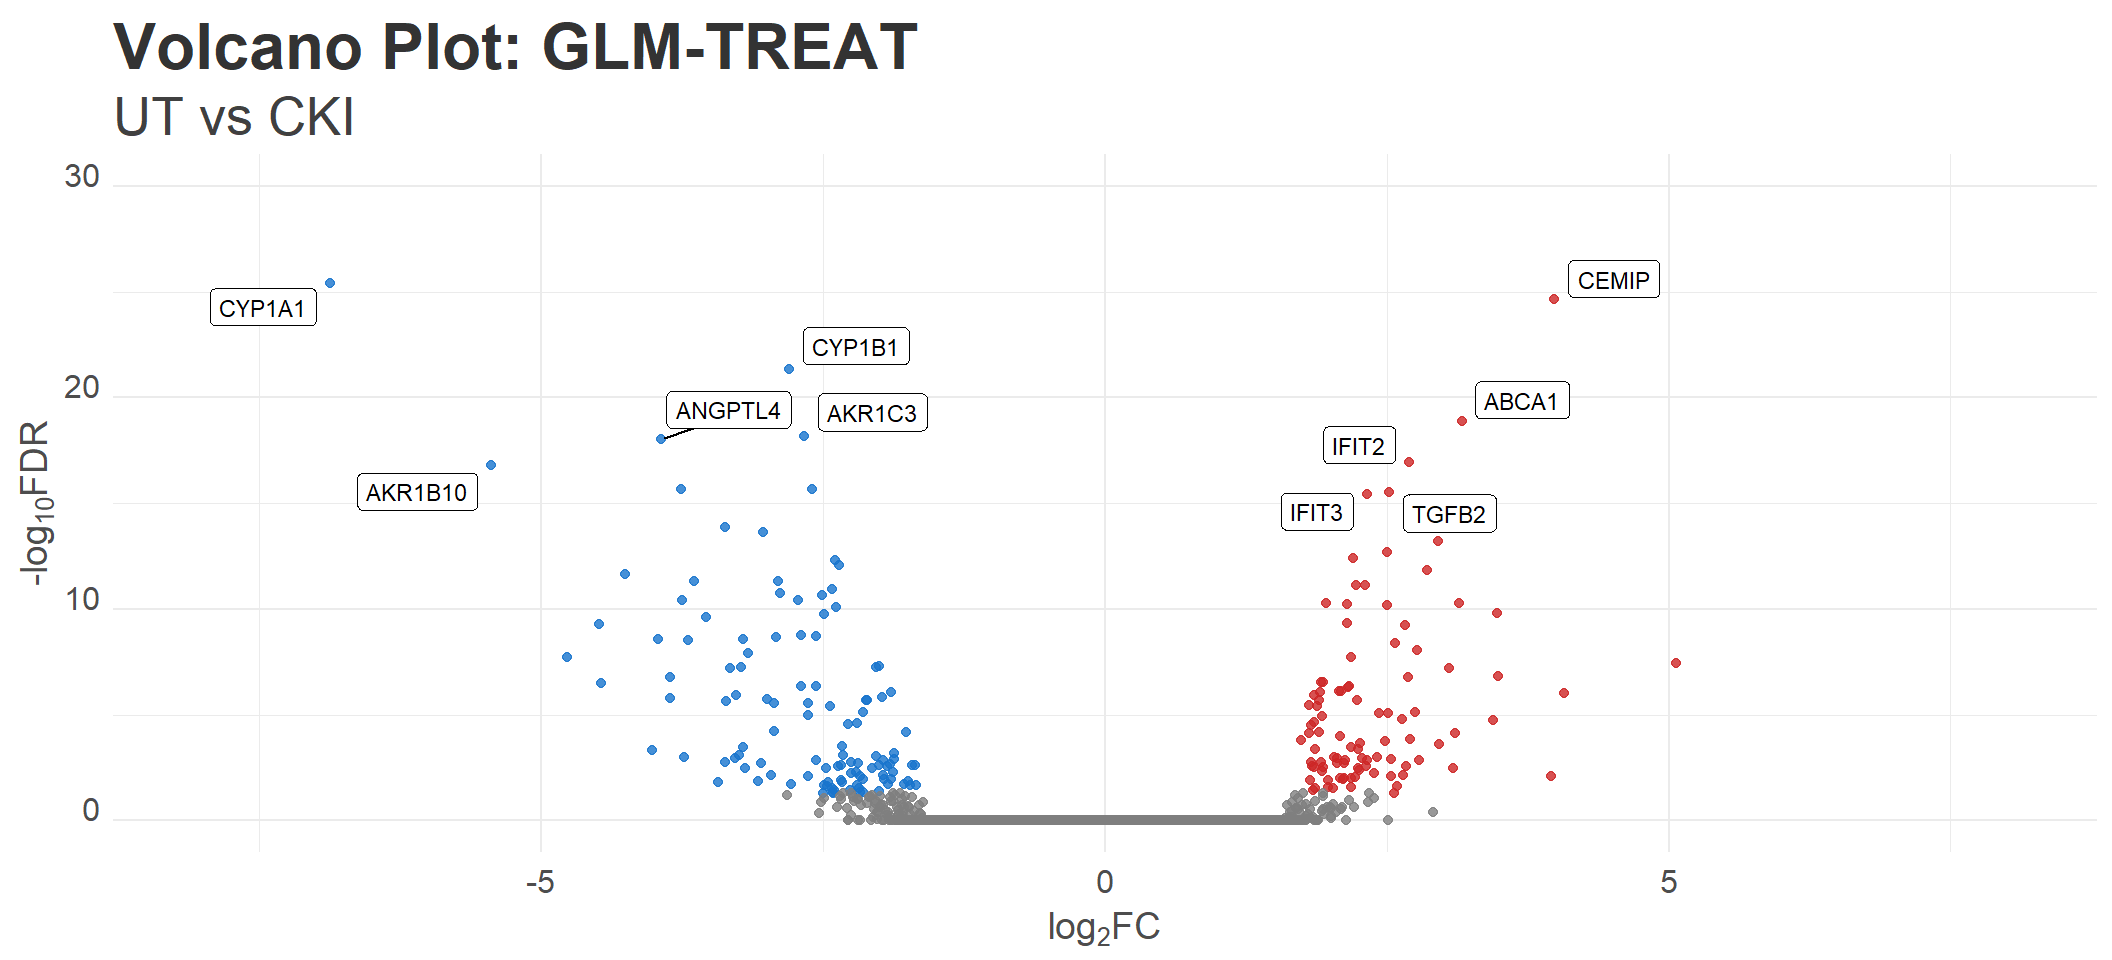 Volcano Plot: GLM-TREAT
UT vs CKI
30
CEMIP
CYP1A1
CYP1B1
20
ABCA1
ANGPTL4
AKR1C3
IFIT2
AKR1B10
IFIT3
TGFB2
-log10FDR
10
0
-5
0
5
log2FC